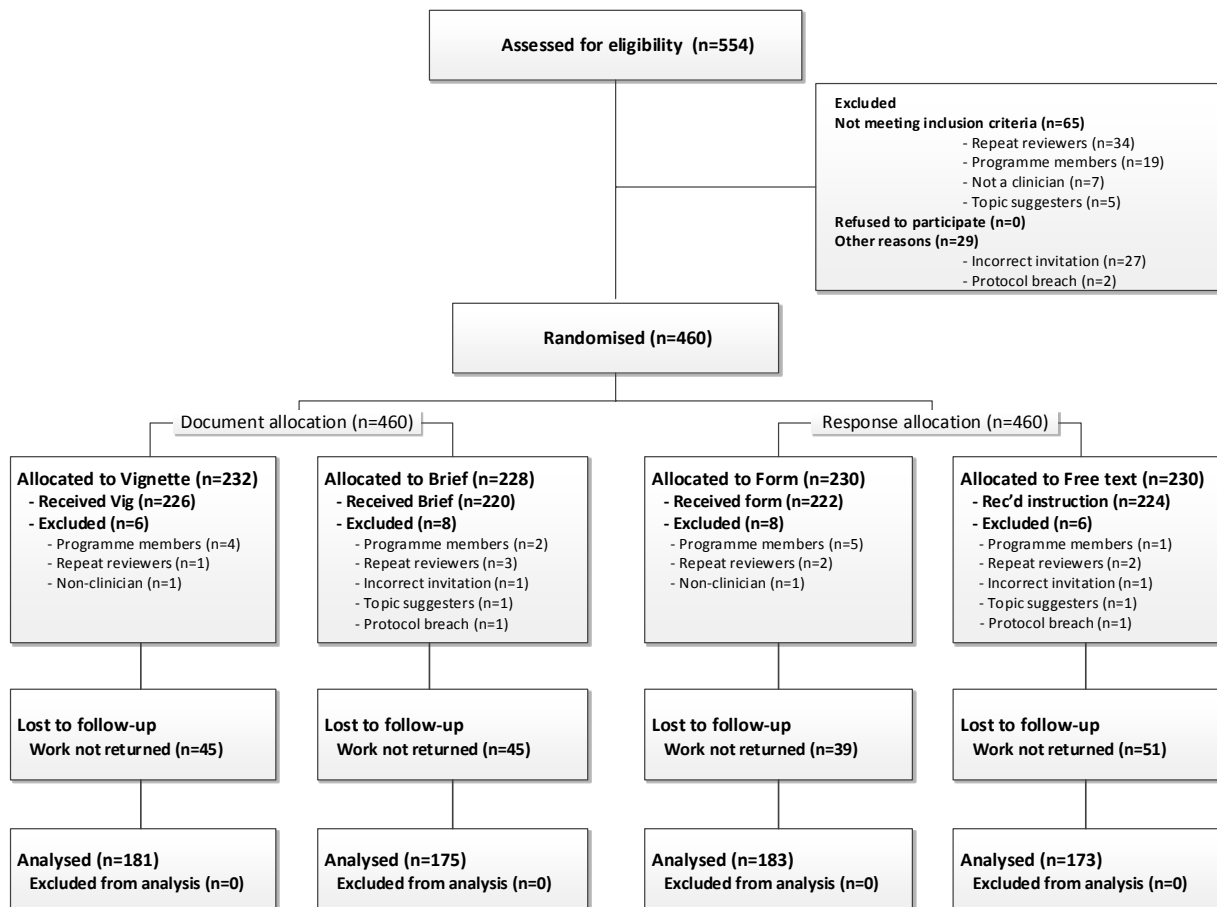 Assessed for eligibility (n=554)
Excluded
Not meeting inclusion criteria (n=65)
- Repeat reviewers (n=34)
- Programme members (n=19)
- Not a clinician (n=7)
- Topic suggesters (n=5)
Refused to participate (n=0)
Other reasons (n=29)
- Incorrect invitation (n=27)
- Protocol breach (n=2)
Randomised (n=460)
Document allocation (n=460)
Response allocation (n=460)
Allocated to Vignette (n=232)
- Received Vig (n=226)
- Excluded (n=6)
- Programme members (n=4)
- Repeat reviewers (n=1)
- Non-clinician (n=1)
Allocated to Brief (n=228)
- Received Brief (n=220)
- Excluded (n=8)
- Programme members (n=2)
- Repeat reviewers (n=3)
- Incorrect invitation (n=1)
- Topic suggesters (n=1)
- Protocol breach (n=1)
Allocated to Form (n=230)
- Received form (n=222)
- Excluded (n=8)
- Programme members (n=5)
- Repeat reviewers (n=2)
- Non-clinician (n=1)
Allocated to Free text (n=230)
- Rec’d instruction (n=224)
- Excluded (n=6)
- Programme members (n=1)
- Repeat reviewers (n=2)
- Incorrect invitation (n=1)
- Topic suggesters (n=1)
- Protocol breach (n=1)
Lost to follow-up
Work not returned (n=45)
Lost to follow-up
Work not returned (n=45)
Lost to follow-up
Work not returned (n=39)
Lost to follow-up
Work not returned (n=51)
Analysed (n=181)
Excluded from analysis (n=0)
Analysed (n=175)
Excluded from analysis (n=0)
Analysed (n=183)
Excluded from analysis (n=0)
Analysed (n=173)
Excluded from analysis (n=0)